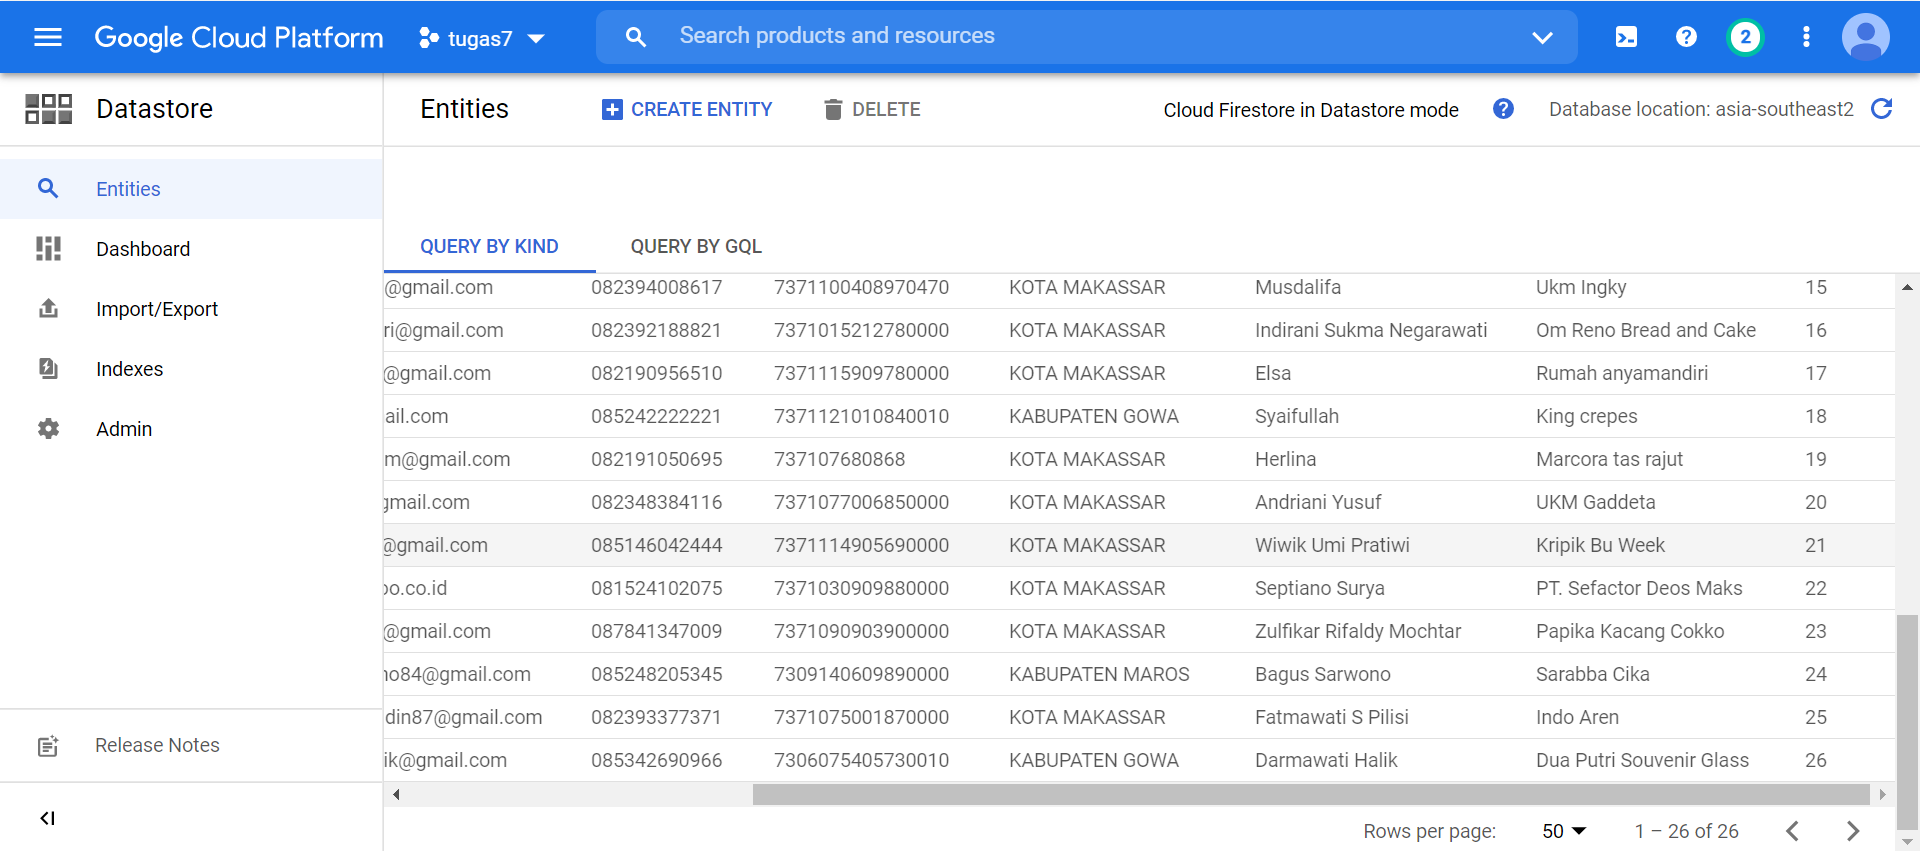 Google Cloud Platform tugas7 Search products and resources 2
Datastore Entities CREATE ENTITY DELETE Cloud Firestore in Datastore mode Database location: asia-southeast2
Entities
Dashboard
Import/Export
Indexes
Admin
Release Notes
QUERY BY KIND QUERY BY GQL
@gmail.com 082394008617 7371100408970470 KOTA MAKASSAR Musdalifa Ukm Ingky 15
ri@gmail.com 082392188821 7371015212780000 KOTA MAKASSAR Indirani Sukma Negarawati Om Reno Bread and Cake 16
@gmail.com 082190956510 7371115909780000 KOTA MAKASSAR Elsa Rumah anyamandiri 17
ail.com 085242222221 7371121010840010 KABUPATEN GOWA Syaifullah King crepes 18
m@gmail.com 082191050695 737107680868 KOTA MAKASSAR Herlina Marcora tas rajut 19
gmail.com 082348384116 7371077006850000 KOTA MAKASSAR Andriani Yusuf UKM Gaddeta 20
@gmail.com 085146042444 7371114905690000 KOTA MAKASSAR Wiwik Umi Pratiwi Kripik Bu Week 21
oo.co.id 081524102075 7371030909880000 KOTA MAKASSAR Septiano Surya PT. Sefactor Deos Maks 22
@gmail.com 087841347009 7371090903900000 KOTA MAKASSAR Zulfikar Rifaldy Mochtar Papika Kacang Cokko 23
no84@gmail.com 085248205345 7309140609890000 KABUPATEN MAROS Bagus Sarwono Sarabba Cika 24
din87@gmail.com 082393377371 7371075001870000 KOTA MAKASSAR Fatmawati S Pilisi Indo Aren 25
ik@gmail.com 085342690966 7306075405730010 KABUPATEN GOWA Darmawati Halik Dua Putri Souvenir Glass 26
Rows per page: 50 1 – 26 of 26